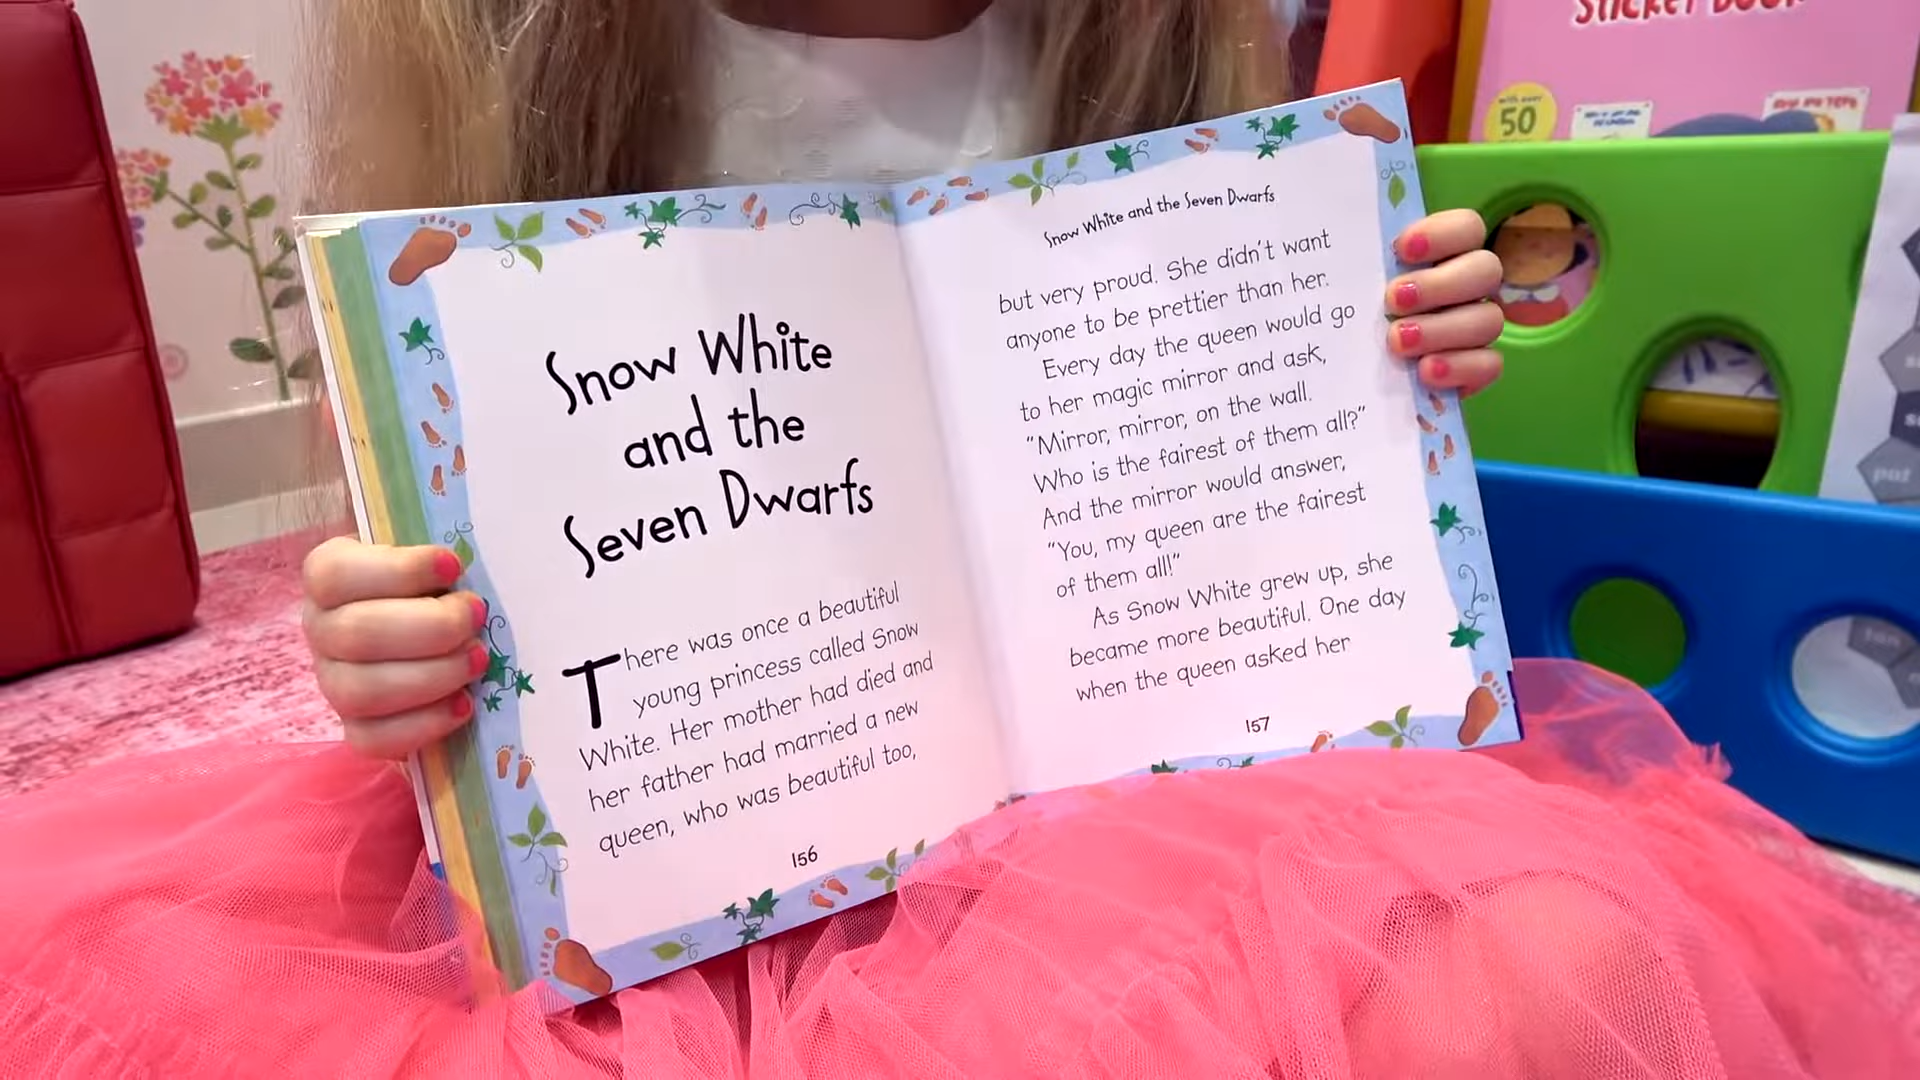 Sticker Book
with over
50
Snow White
and the
Seven Dwarfs
There was once a beautiful
young princess called Snow
White. Her mother had died and
her father had married a new
queen, who was beautiful too,
156
Snow White and the Seven Dwarfs
but very proud. She didn't want
anyone to be prettier than her.
Every day the queen would go
to her magic mirror and ask,
"Mirror, mirror, on the wall.
Who is the fairest of them all?"
And the mirror would answer,
"You, my queen are the fairest
of them all!"
As Snow White grew up, she
became more beautiful. One day
when the queen asked her
157
pat